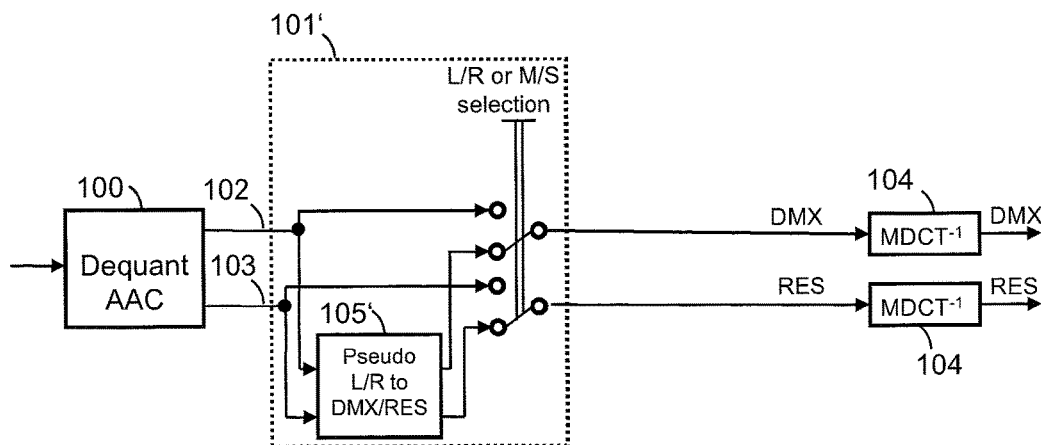 101‘
L/R or M/S
selection
100
102
104
DMX
DMX
Dequant
AAC
MDCT-1
103
RES
RES
105‘
MDCT-1
Pseudo
L/R to
DMX/RES
104